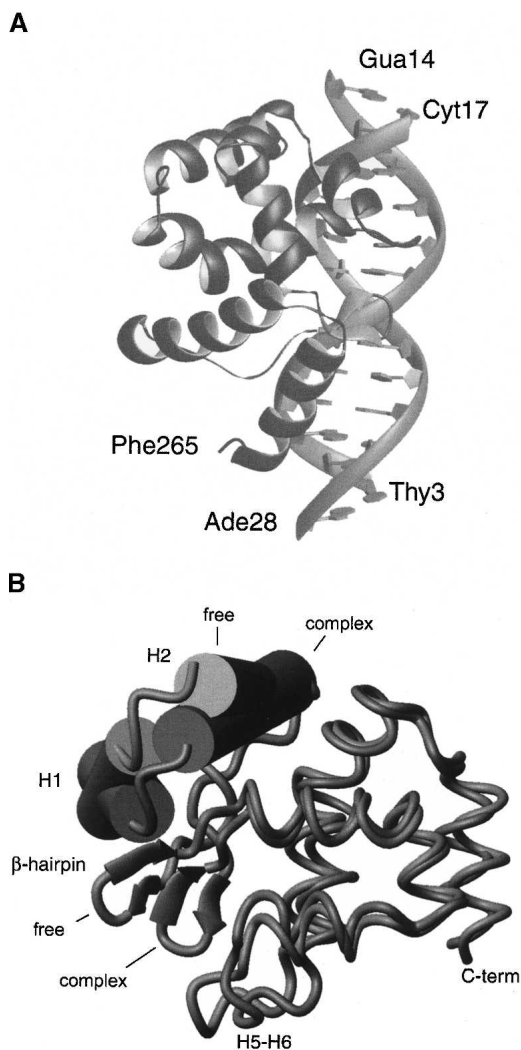 A
Gua14
Cyt17
Phe265
Thy3
Ade28
B
free
complex
H2
H1
β-hairpin
free
complex
C-term
H5-H6